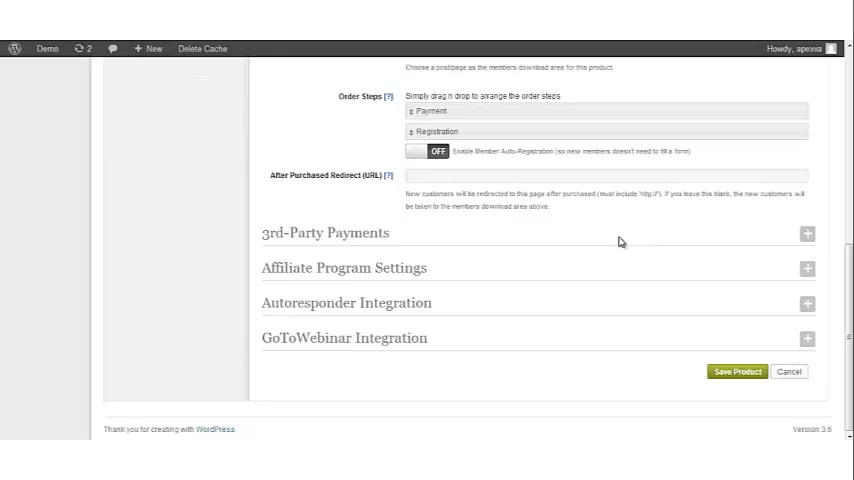 Demo 2 + New Delete Cache Howdy, apexwa
Choose a post/page as the members download area for this product.
Order Steps [?] Simply drag n drop to arrange the order steps
Payment
Registration
OFF Enable Member Auto-Registration (so new members doesn't need to fill a form)
After Purchased Redirect (URL) [?]
New customers will be redirected to this page after purchased (must include 'http://'). If you leave this blank, the new customers will
be taken to the members download area above.
3rd-Party Payments
Affiliate Program Settings
Autoresponder Integration
GoToWebinar Integration
Save Product Cancel
Thank you for creating with WordPress. Version 3.6